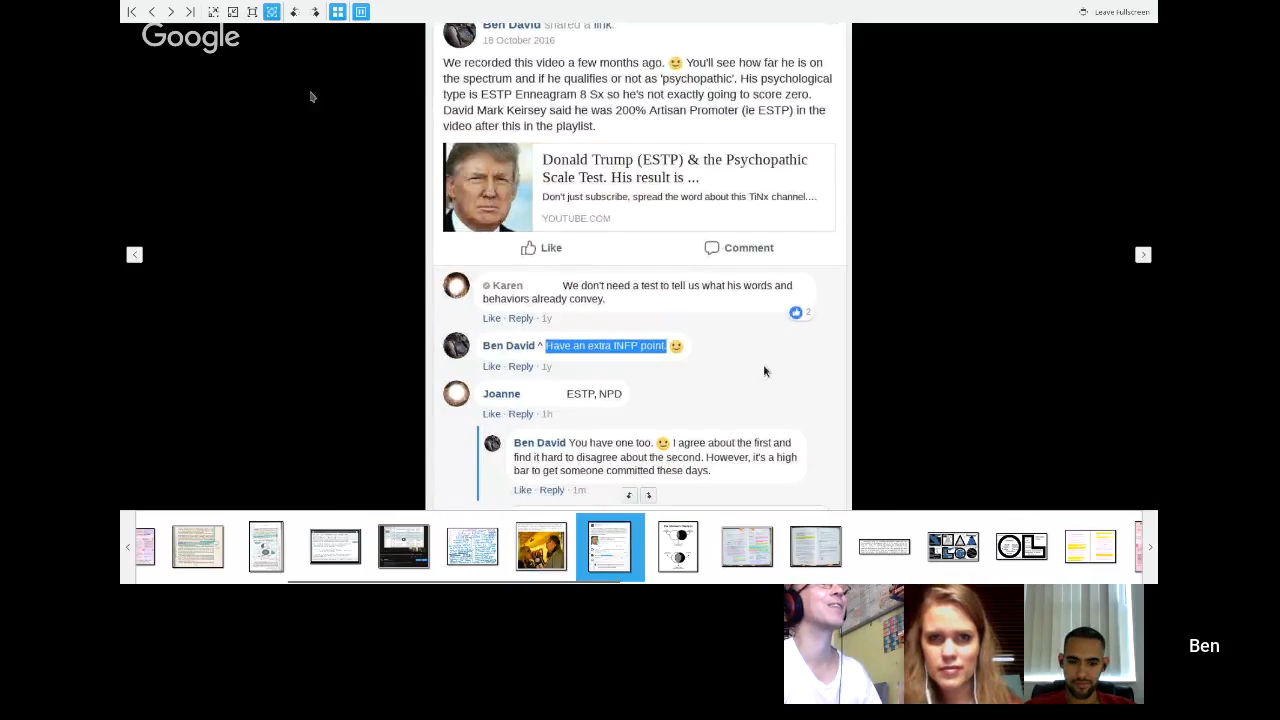 Leave Fullscreen
Google
Ben David shared a link.
18 October 2016
We recorded this video a few months ago. You'll see how far he is on
the spectrum and if he qualifies or not as 'psychopathic'. His psychological
type is ESTP Enneagram 8 Sx so he's not exactly going to score zero.
David Mark Keirsey said he was 200% Artisan Promoter (ie ESTP) in the
video after this in the playlist.
Donald Trump (ESTP) & the Psychopathic
Scale Test. His result is ...
Don't just subscribe, spread the word about this TiNx channel....
YOUTUBE.COM
Like Comment
Karen We don't need a test to tell us what his words and
behaviors already convey.
2
Like · Reply · 1y
Ben David ^ Have an extra INFP point.
Like · Reply · 1y
Joanne ESTP, NPD
Like · Reply · 1h
Ben David You have one too. I agree about the first and
find it hard to disagree about the second. However, it's a high
bar to get someone committed these days.
Like · Reply · 1m
Ben